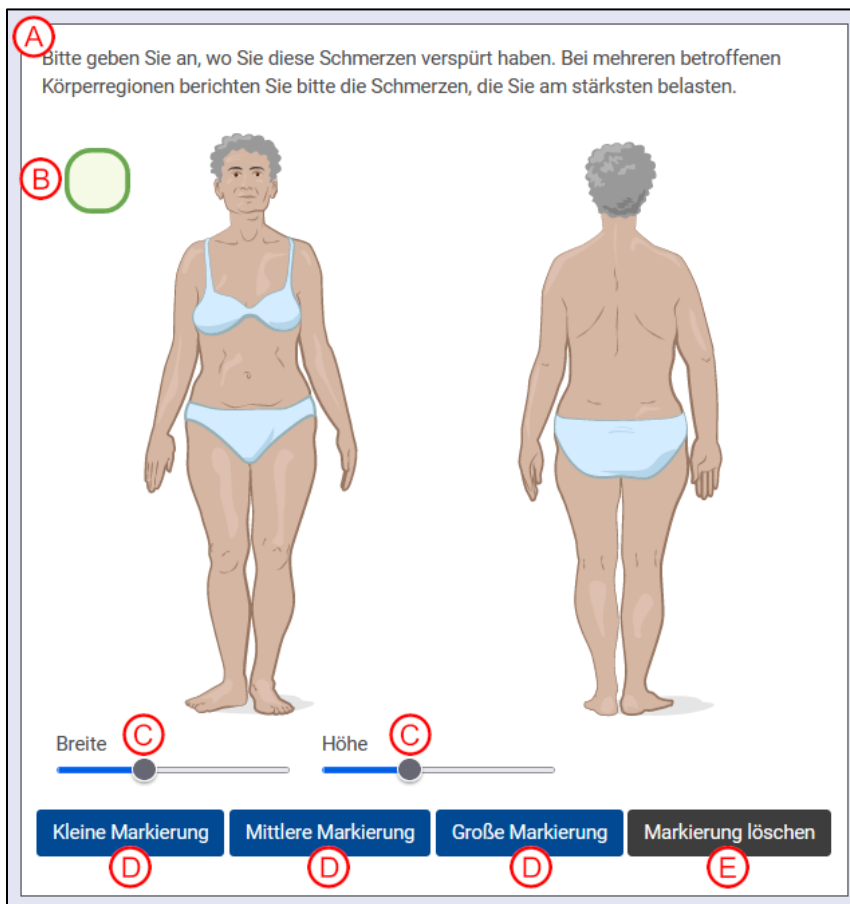 A
Bitte geben Sie an, wo Sie diese Schmerzen verspürt haben. Bei mehreren betroffenen
Körperregionen berichten Sie bitte die Schmerzen, die Sie am stärksten belasten.
B
Breite C Höhe C
Kleine Markierung Mittlere Markierung Große Markierung Markierung löschen
D D D E